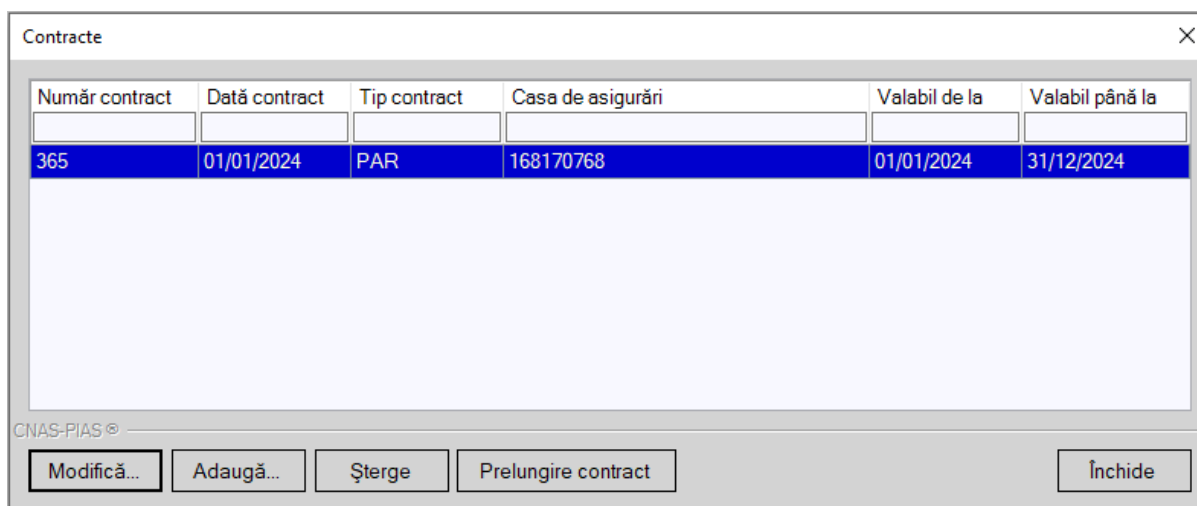 Contracte
Număr contract Dată contract Tip contract Casa de asigurări Valabil de la Valabil până la
365 01/01/2024 PAR 168170768 01/01/2024 31/12/2024
CNAS-PIAS ®
Modifică... Adaugă... Şterge Prelungire contract Închide